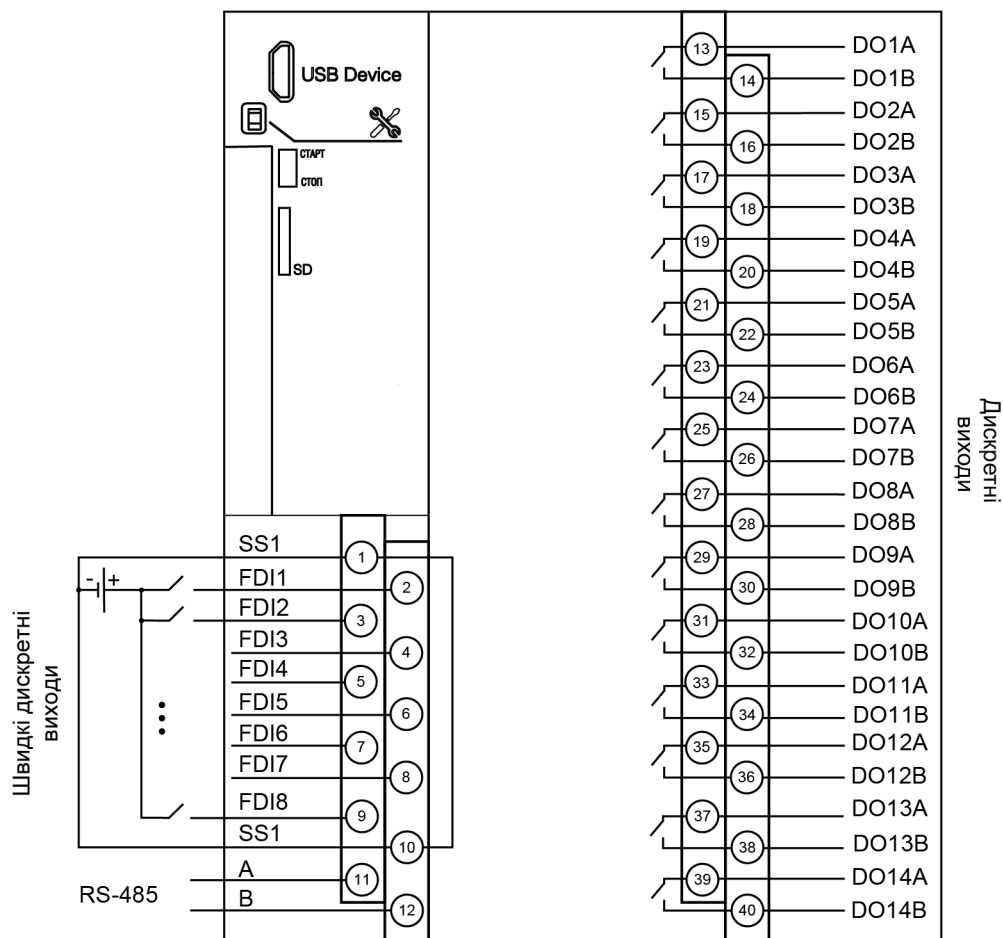 USB Device
СТАРТ
СТОП
SD
SS1
1
FDI1
2
FDI2
3
FDI3
4
FDI4
5
FDI5
6
FDI6
7
FDI7
8
FDI8
9
SS1
10
A
11
B
12
- +
RS-485
Швидкі дискретні
виходи
13 DO1A
14 DO1B
15 DO2A
16 DO2B
17 DO3A
18 DO3B
19 DO4A
20 DO4B
21 DO5A
22 DO5B
23 DO6A
24 DO6B
25 DO7A
26 DO7B
27 DO8A
28 DO8B
29 DO9A
30 DO9B
31 DO10A
32 DO10B
33 DO11A
34 DO11B
35 DO12A
36 DO12B
37 DO13A
38 DO13B
39 DO14A
40 DO14B
Дискретні
виходи